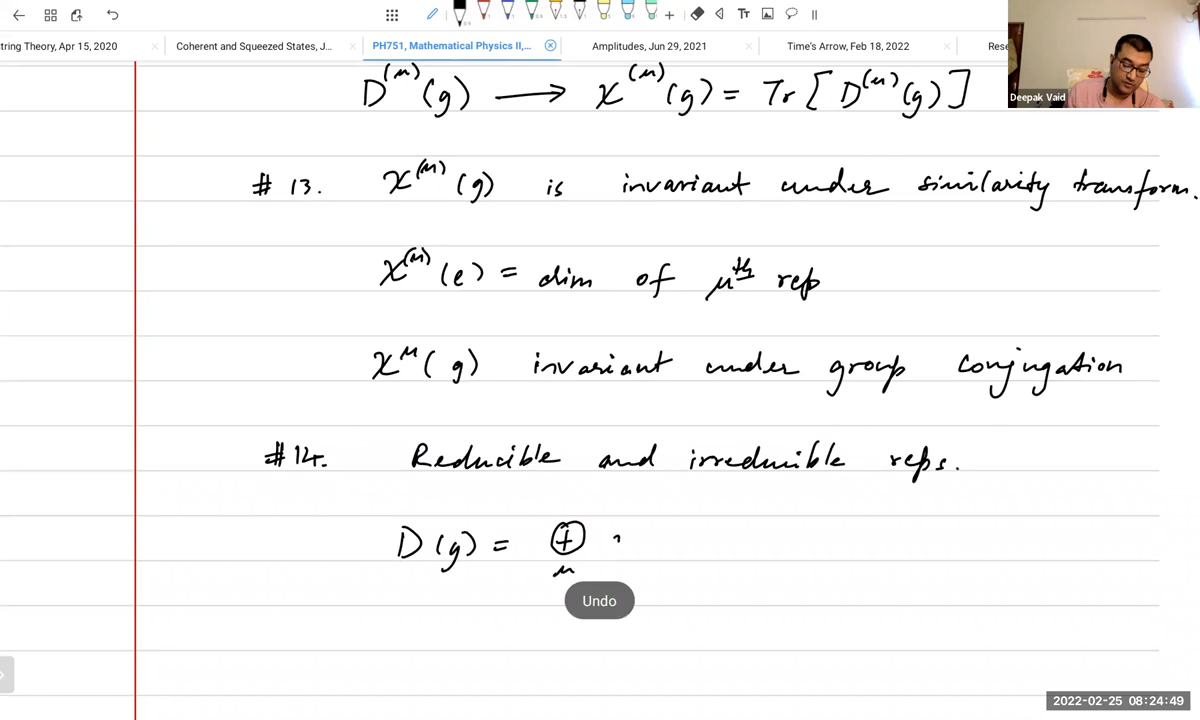 tring Theory, Apr 15, 2020 Coherent and Squeezed States, J... PH751, Mathematical Physics II,... Amplitudes, Jun 29, 2021 Time's Arrow, Feb 18, 2022 Rese
Deepak Vaid
D^(μ)(g) ⟶ χ^(μ)(g) = Tr[D^(μ)(g)]
# 13. χ^(μ)(g) is invariant under similarity transform.
χ^(μ)(e) = dim of μ^th rep
χ^μ(g) invariant under group conjugation
# 14. Reducible and irreducible reps.
D(g) = ⊕
μ
Undo
2022-02-25 08:24:49